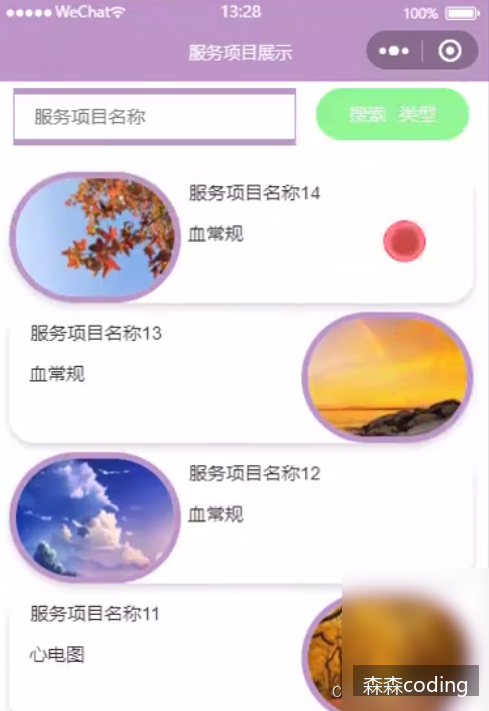 ●●●●● WeChat 13:28 100%
服务项目展示
服务项目名称
搜索 类型
服务项目名称14
血常规
服务项目名称13
血常规
服务项目名称12
血常规
服务项目名称11
心电图
森森coding